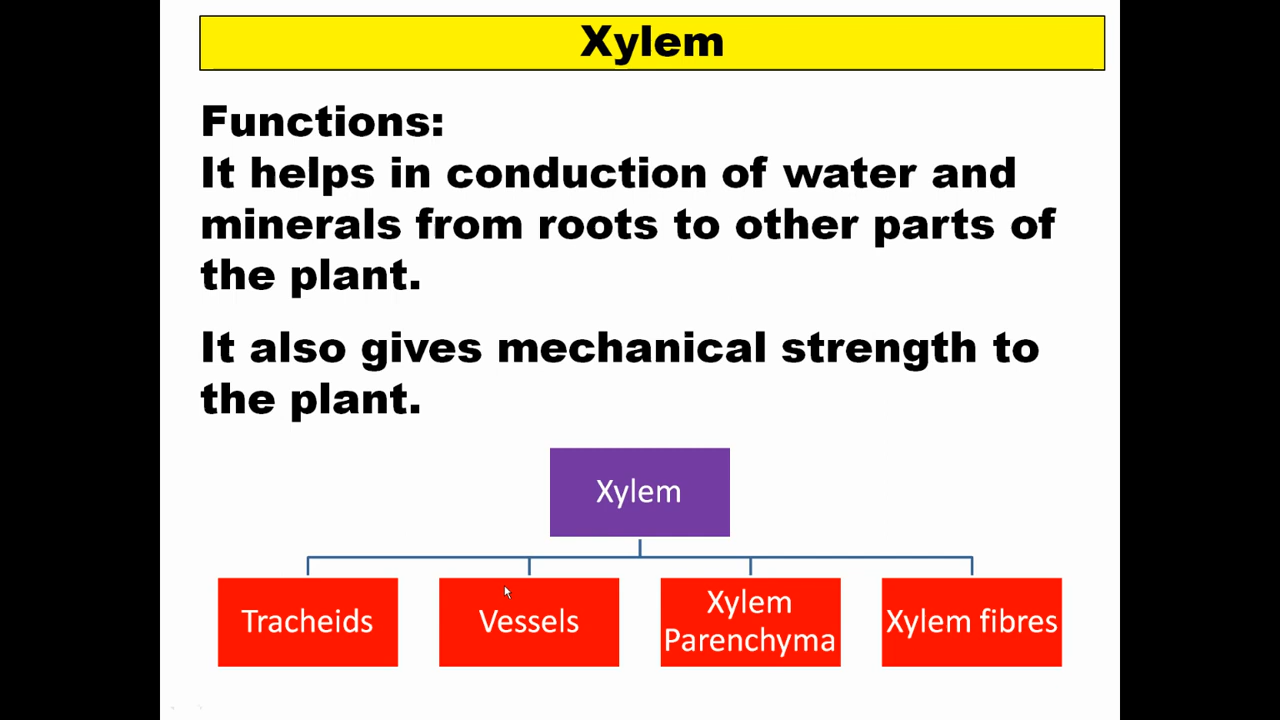 Xylem
Functions:
It helps in conduction of water and
minerals from roots to other parts of
the plant.
It also gives mechanical strength to
the plant.
Xylem
Tracheids
Vessels
Xylem
Parenchyma
Xylem fibres